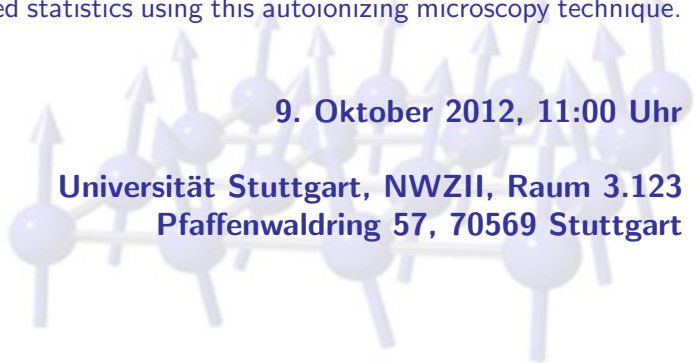 ed statistics using this autoionizing microscopy technique.
9. Oktober 2012, 11:00 Uhr
Universität Stuttgart, NWZII, Raum 3.123
Pfaffenwaldring 57, 70569 Stuttgart